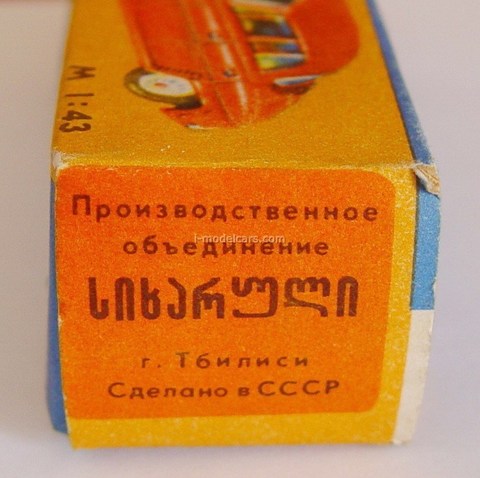 М 1:43
Производственное
i-modelcars.com
объединение
სიხარული
г. Тбилиси
Сделано в СССР